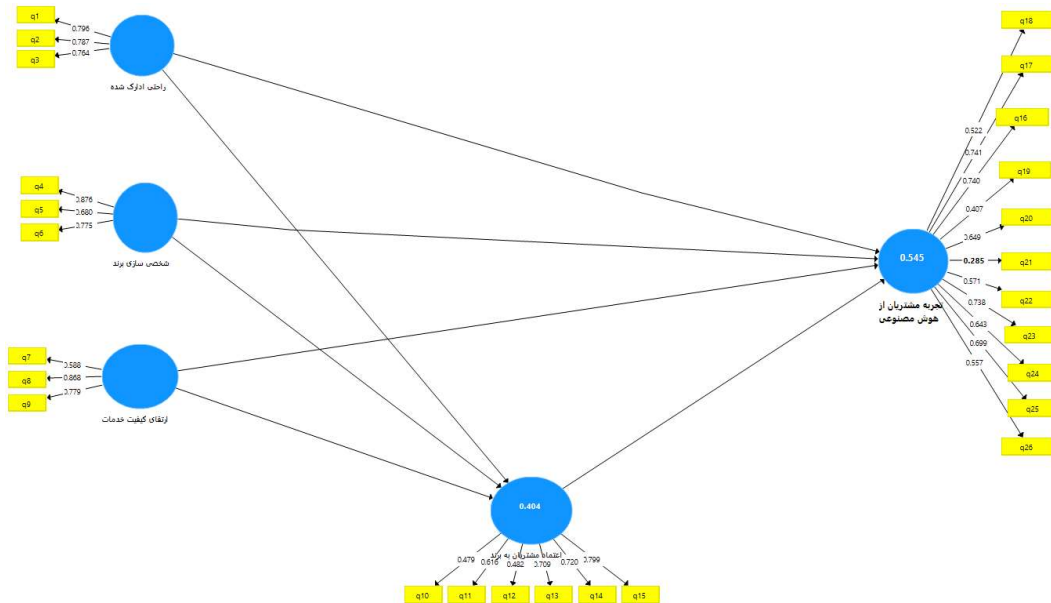 q1
q2
q3
0.796
0.787
0.764
راحتی ادارک شده
q4
q5
q6
0.876
0.680
0.775
شخصی سازی برند
q7
q8
q9
0.588
0.868
0.779
ارتقای کیفیت خدمات
0.404
اعتماد مشتریان به برند
0.479
0.616
0.482
0.709
0.720
0.799
q10
q11
q12
q13
q14
q15
0.545
تجربه مشتریان از
هوش مصنوعی
0.522
0.741
0.740
0.407
0.649
0.285
0.571
0.738
0.643
0.699
0.557
q18
q17
q16
q19
q20
q21
q22
q23
q24
q25
q26